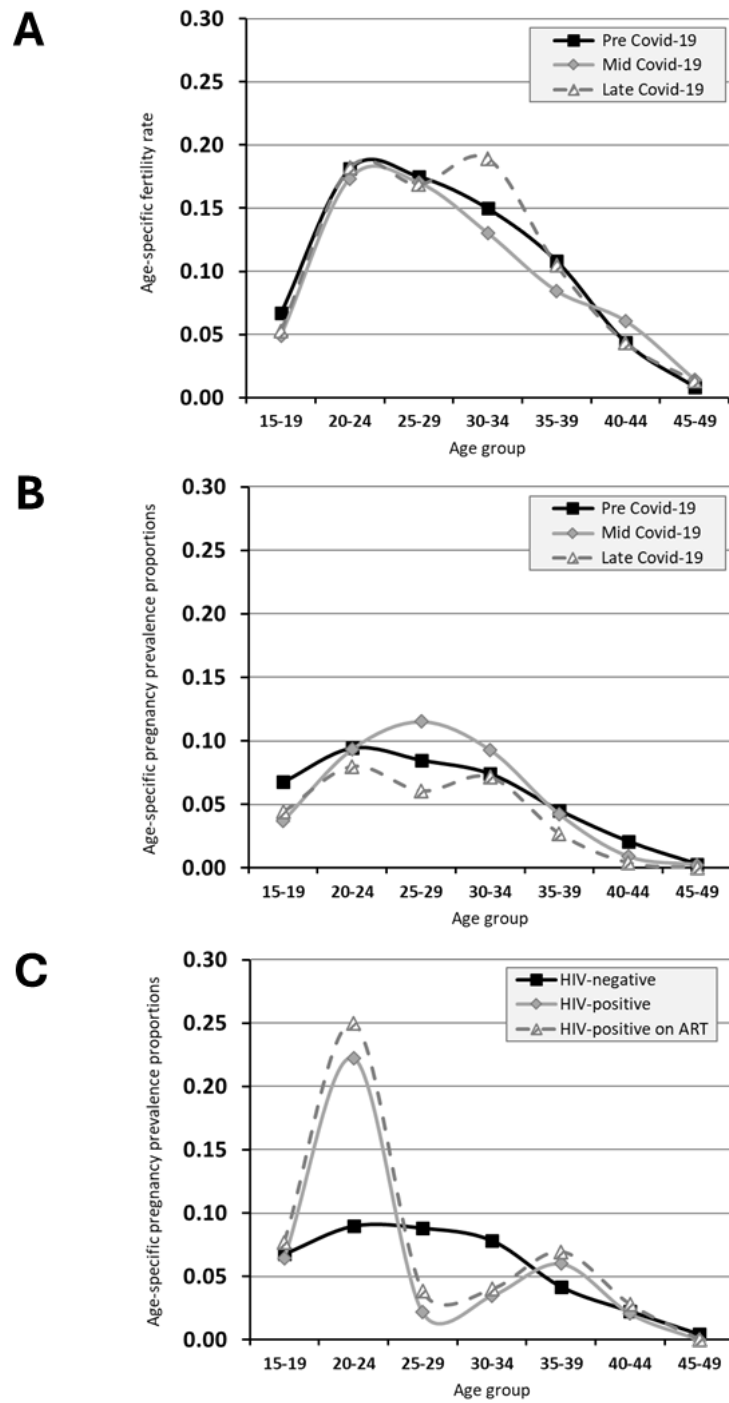 A
Age-specific fertility rate
0.30
0.25
0.20
0.15
0.10
0.05
0.00
Pre Covid-19
Mid Covid-19
Late Covid-19
15-19 20-24 25-29 30-34 35-39 40-44 45-49
Age group
B
Age-specific pregnancy prevalence proportions
0.30
0.25
0.20
0.15
0.10
0.05
0.00
Pre Covid-19
Mid Covid-19
Late Covid-19
15-19 20-24 25-29 30-34 35-39 40-44 45-49
Age group
C
Age-specific pregnancy prevalence proportions
0.30
0.25
0.20
0.15
0.10
0.05
0.00
HIV-negative
HIV-positive
HIV-positive on ART
15-19 20-24 25-29 30-34 35-39 40-44 45-49
Age group